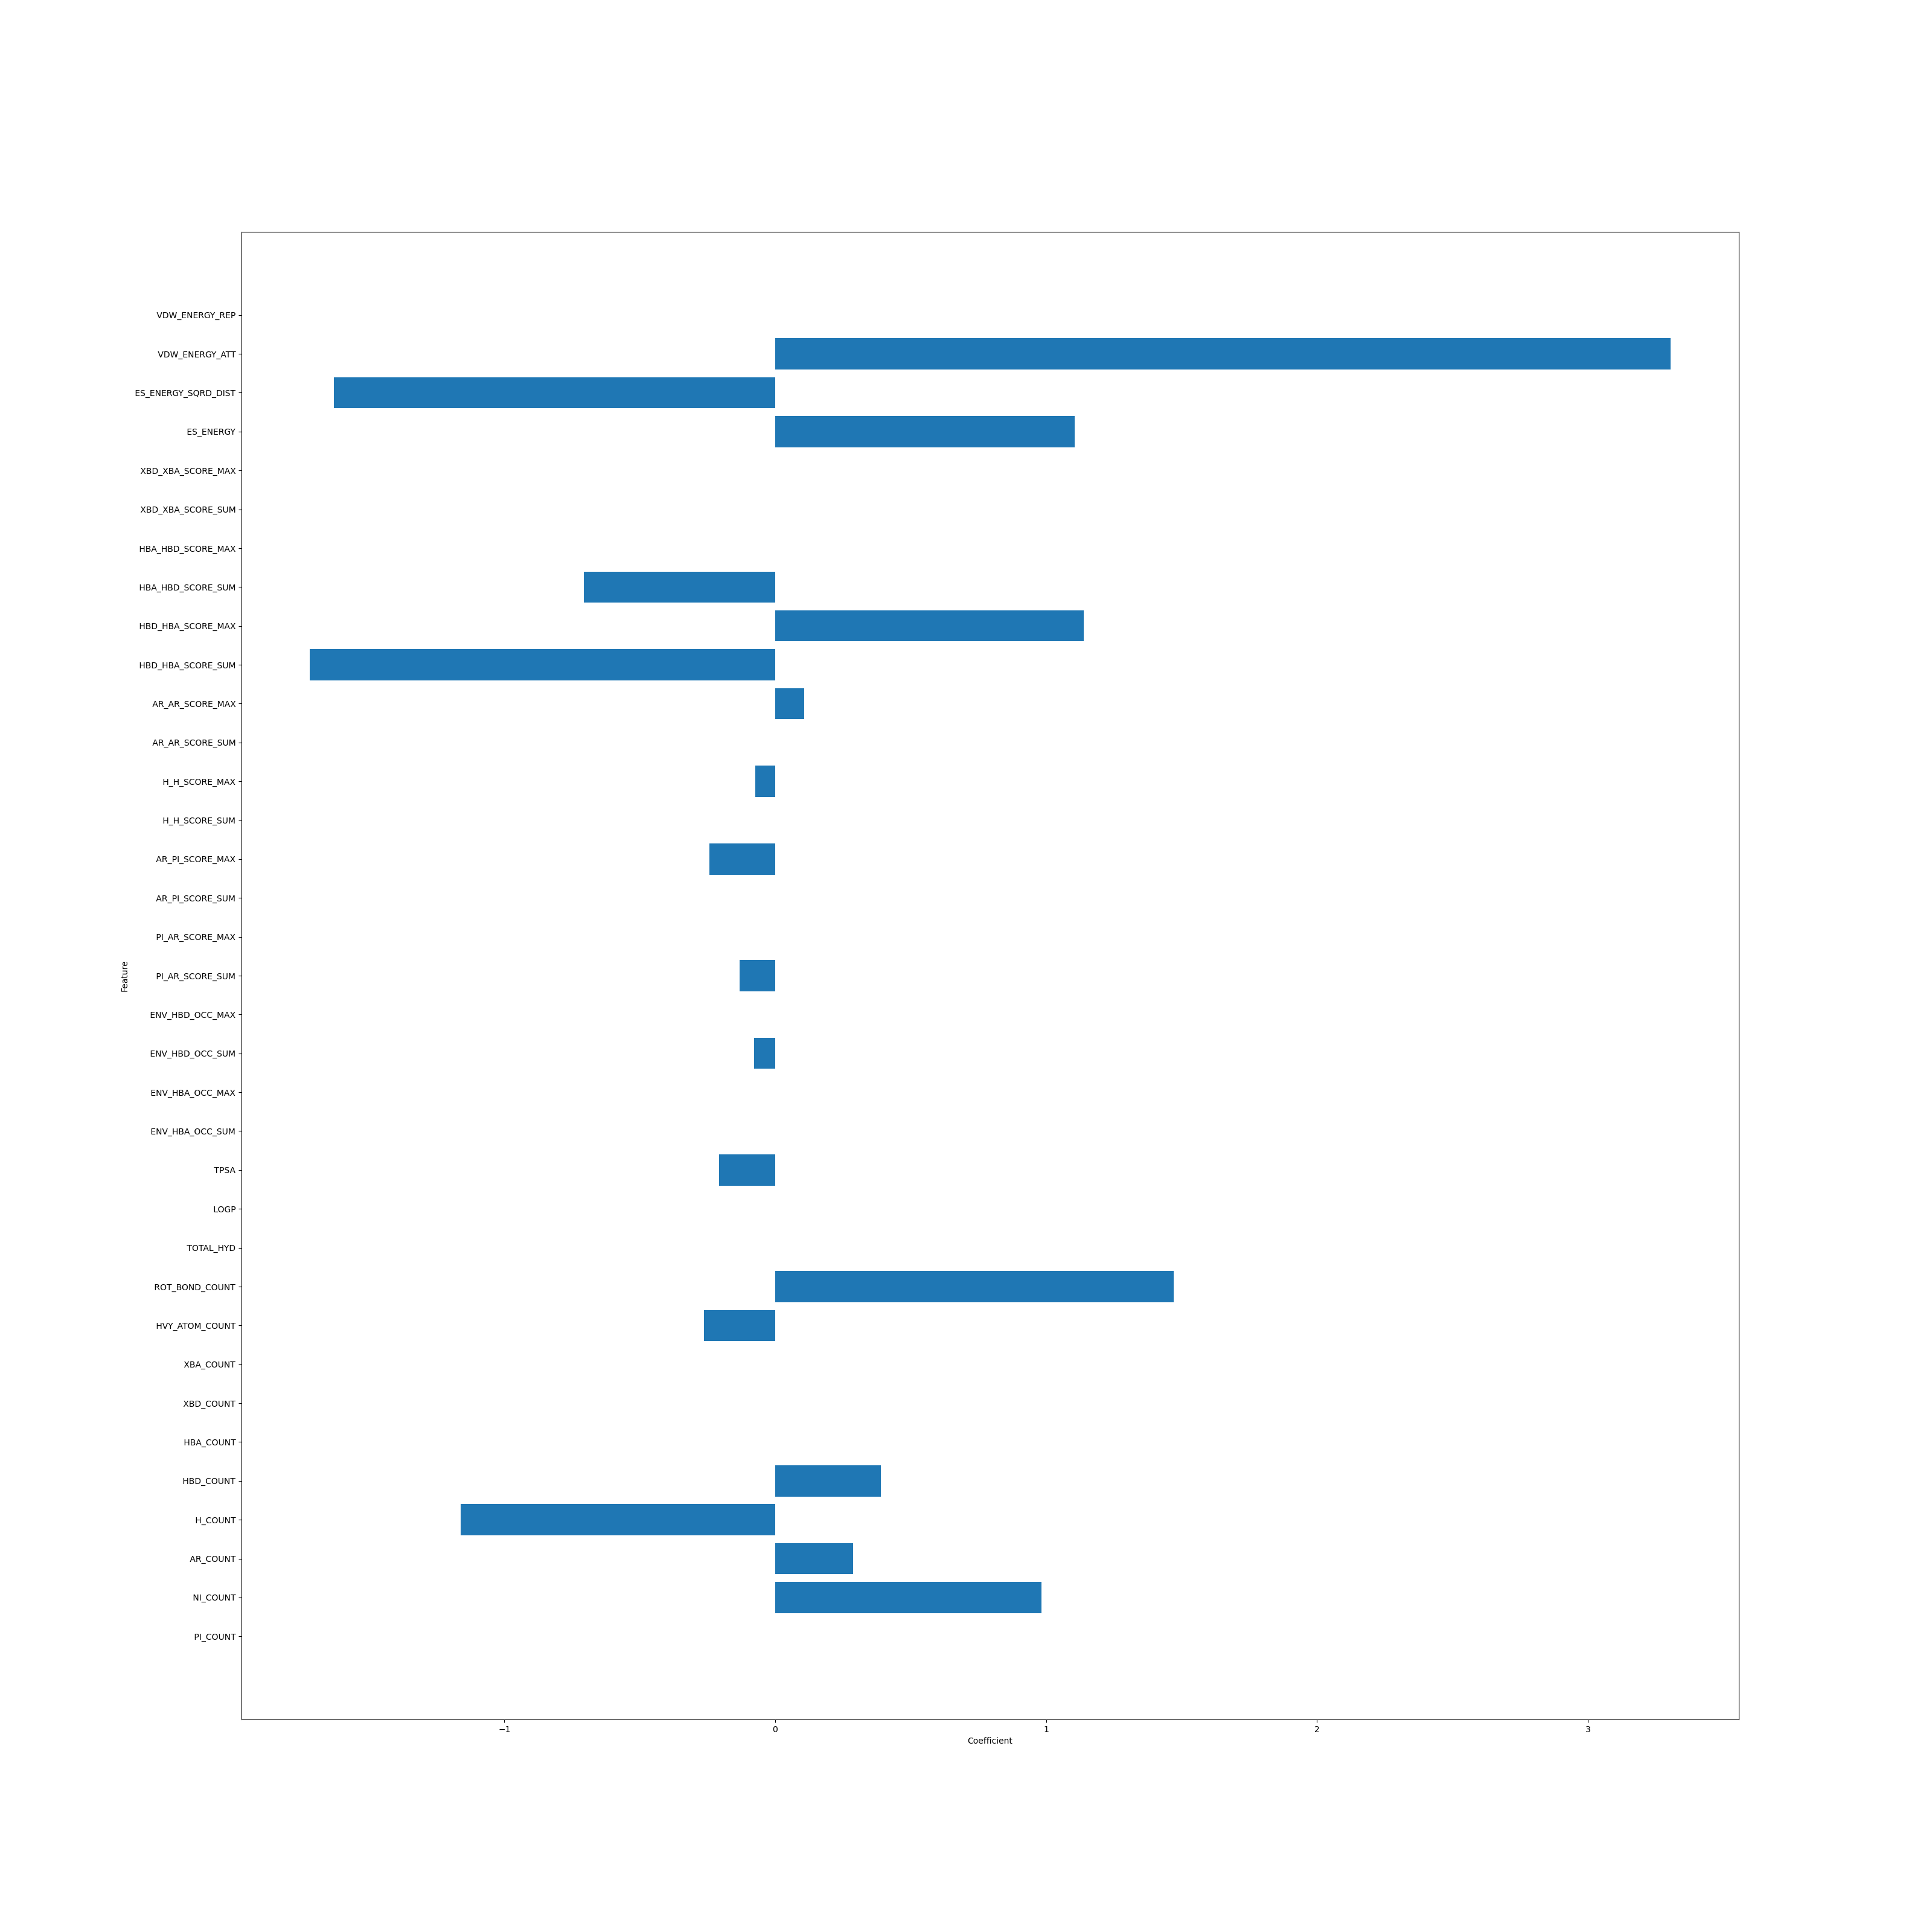 VDW_ENERGY_REP
VDW_ENERGY_ATT
ES_ENERGY_SQRD_DIST
ES_ENERGY
XBD_XBA_SCORE_MAX
XBD_XBA_SCORE_SUM
HBA_HBD_SCORE_MAX
HBA_HBD_SCORE_SUM
HBD_HBA_SCORE_MAX
HBD_HBA_SCORE_SUM
AR_AR_SCORE_MAX
AR_AR_SCORE_SUM
H_H_SCORE_MAX
H_H_SCORE_SUM
AR_PI_SCORE_MAX
AR_PI_SCORE_SUM
PI_AR_SCORE_MAX
PI_AR_SCORE_SUM
ENV_HBD_OCC_MAX
ENV_HBD_OCC_SUM
ENV_HBA_OCC_MAX
ENV_HBA_OCC_SUM
TPSA
LOGP
TOTAL_HYD
ROT_BOND_COUNT
HVY_ATOM_COUNT
XBA_COUNT
XBD_COUNT
HBA_COUNT
HBD_COUNT
H_COUNT
AR_COUNT
NI_COUNT
PI_COUNT
Feature
−1 0 1 2 3
Coefficient